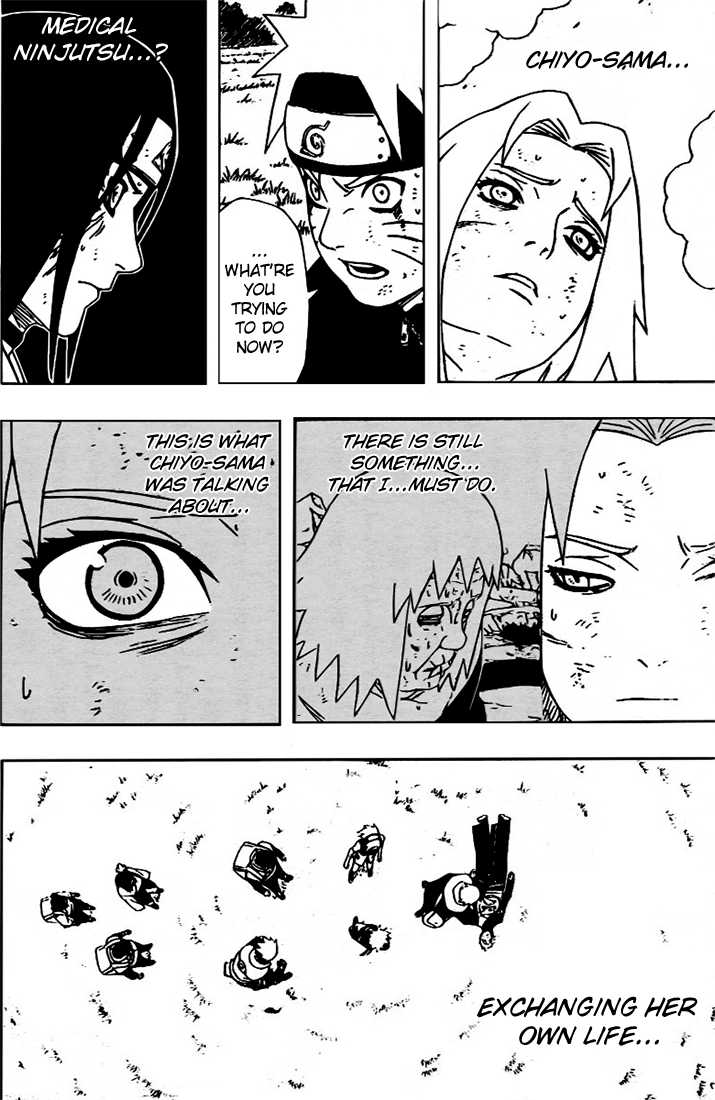 CHIYO-SAMA...
...
WHAT'RE
YOU
TRYING
TO DO
NOW?
MEDICAL
NINJUTSU...?
THERE IS STILL
SOMETHING...
THAT I...MUST DO.
THIS IS WHAT
CHIYO-SAMA
WAS TALKING
ABOUT...
EXCHANGING HER
OWN LIFE...